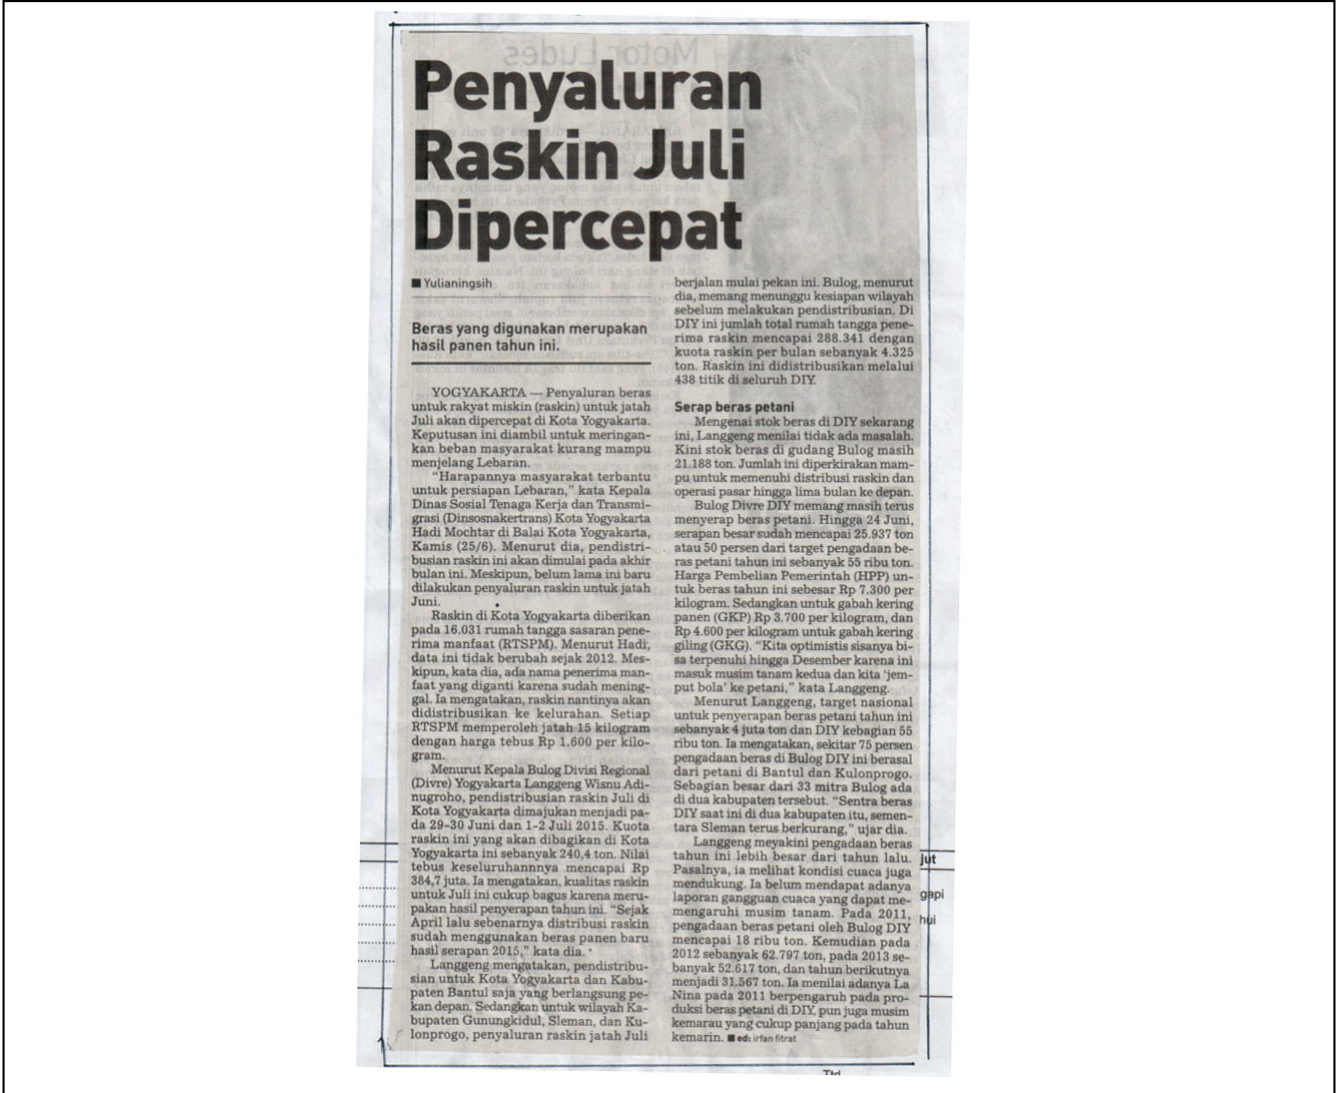 Penyaluran
Raskin Juli
Dipercepat
■ Yulianingsih
Beras yang digunakan merupakan
hasil panen tahun ini.
YOGYAKARTA — Penyaluran beras
untuk rakyat miskin (raskin) untuk jatah
Juli akan dipercepat di Kota Yogyakarta.
Keputusan ini diambil untuk meringan-
kan beban masyarakat kurang mampu
menjelang Lebaran.
"Harapannya masyarakat terbantu
untuk persiapan Lebaran," kata Kepala
Dinas Sosial Tenaga Kerja dan Transmi-
grasi (Dinsosnakertrans) Kota Yogyakarta
Hadi Mochtar di Balai Kota Yogyakarta,
Kamis (25/6). Menurut dia, pendistri-
busian raskin ini akan dimulai pada akhir
bulan ini. Meskipun, belum lama ini baru
dilakukan penyaluran raskin untuk jatah
Juni.
Raskin di Kota Yogyakarta diberikan
pada 16.031 rumah tangga sasaran pene-
rima manfaat (RTSPM). Menurut Hadi,
data ini tidak berubah sejak 2012. Mes-
kipun, kata dia, ada nama penerima man-
faat yang diganti karena sudah mening-
gal. Ia mengatakan, raskin nantinya akan
didistribusikan ke kelurahan. Setiap
RTSPM memperoleh jatah 15 kilogram
dengan harga tebus Rp 1.600 per kilo-
gram.
Menurut Kepala Bulog Divisi Regional
(Divre) Yogyakarta Langgeng Wisnu Adi-
nugroho, pendistribusian raskin Juli di
Kota Yogyakarta dimajukan menjadi pa-
da 29-30 Juni dan 1-2 Juli 2015. Kuota
raskin ini yang akan dibagikan di Kota
Yogyakarta ini sebanyak 240,4 ton. Nilai
tebus keseluruhannnya mencapai Rp
384,7 juta. Ia mengatakan, kualitas raskin
untuk Juli ini cukup bagus karena meru-
pakan hasil penyerapan tahun ini. "Sejak
April lalu sebenarnya distribusi raskin
sudah menggunakan beras panen baru
hasil serapan 2015," kata dia.
Langgeng mengatakan, pendistribu-
sian untuk Kota Yogyakarta dan Kabu-
paten Bantul saja yang berlangsung pe-
kan depan. Sedangkan untuk wilayah Ka-
bupaten Gunungkidul, Sleman, dan Ku-
lonprogo, penyaluran raskin jatah Juli
berjalan mulai pekan ini. Bulog, menurut
dia, memang menunggu kesiapan wilayah
sebelum melakukan pendistribusian. Di
DIY ini jumlah total rumah tangga pene-
rima raskin mencapai 288.341 dengan
kuota raskin per bulan sebanyak 4.325
ton. Raskin ini didistribusikan melalui
438 titik di seluruh DIY.
Serap beras petani
Mengenai stok beras di DIY sekarang
ini, Langgeng menilai tidak ada masalah.
Kini stok beras di gudang Bulog masih
21.188 ton. Jumlah ini diperkirakan mam-
pu untuk memenuhi distribusi raskin dan
operasi pasar hingga lima bulan ke depan.
Bulog Divre DIY memang masih terus
menyerap beras petani. Hingga 24 Juni,
serapan besar sudah mencapai 25.937 ton
atau 50 persen dari target pengadaan be-
ras petani tahun ini sebanyak 55 ribu ton.
Harga Pembelian Pemerintah (HPP) un-
tuk beras tahun ini sebesar Rp 7.300 per
kilogram. Sedangkan untuk gabah kering
panen (GKP) Rp 3.700 per kilogram, dan
Rp 4.600 per kilogram untuk gabah kering
giling (GKG). "Kita optimistis sisanya bi-
sa terpenuhi hingga Desember karena ini
masuk musim tanam kedua dan kita 'jem-
put bola' ke petani," kata Langgeng.
Menurut Langgeng, target nasional
untuk penyerapan beras petani tahun ini
sebanyak 4 juta ton dan DIY kebagian 55
ribu ton. Ia mengatakan, sekitar 75 persen
pengadaan beras di Bulog DIY ini berasal
dari petani di Bantul dan Kulonprogo.
Sebagian besar dari 33 mitra Bulog ada
di dua kabupaten tersebut. "Sentra beras
DIY saat ini di dua kabupaten itu, semen-
tara Sleman terus berkurang," ujar dia.
Langgeng meyakini pengadaan beras
tahun ini lebih besar dari tahun lalu.
Pasalnya, ia melihat kondisi cuaca juga
mendukung. Ia belum mendapat adanya
laporan gangguan cuaca yang dapat me-
mengaruhi musim tanam. Pada 2011,
pengadaan beras petani oleh Bulog DIY
mencapai 18 ribu ton. Kemudian pada
2012 sebanyak 62.797 ton, pada 2013 se-
banyak 52.617 ton, dan tahun berikutnya
menjadi 31.567 ton. Ia menilai adanya La
Nina pada 2011 berpengaruh pada pro-
duksi beras petani di DIY, pun juga musim
kemarau yang cukup panjang pada tahun
kemarin. ■ ed: irfan fitrat
jut
gapi
hui